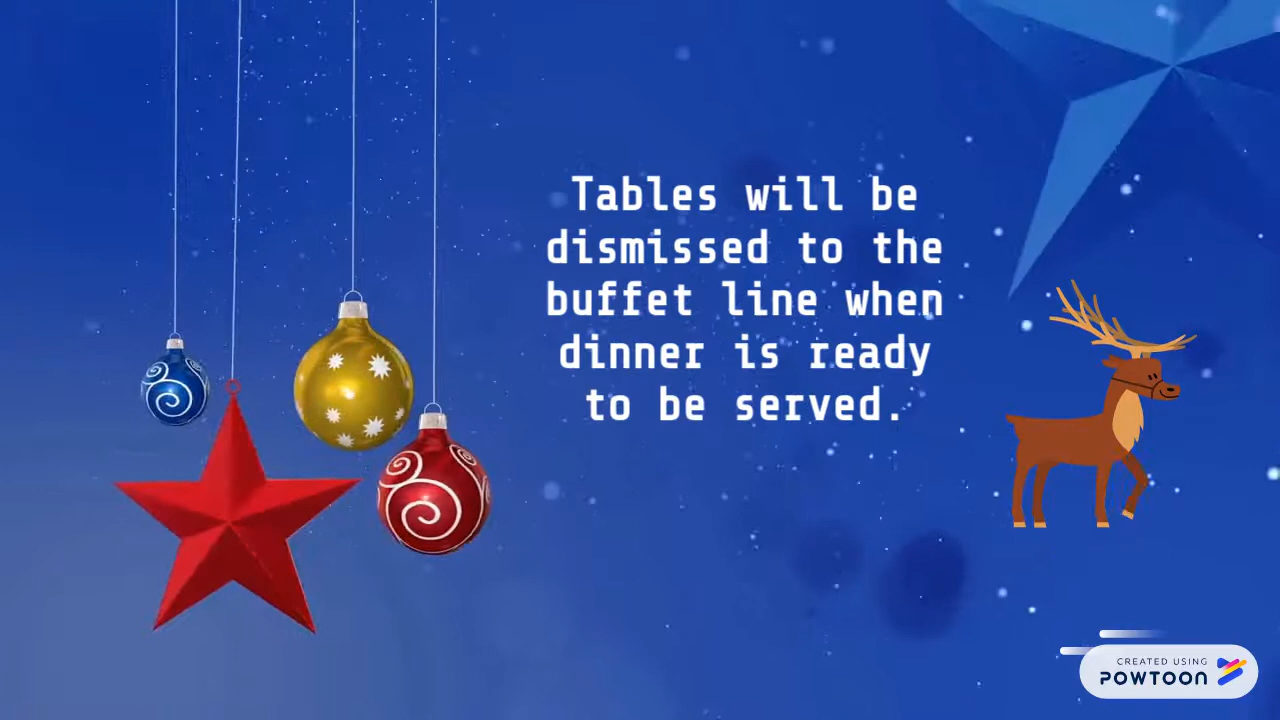 Tables will be
dismissed to the
buffet line when
dinner is ready
to be served.
CREATED USING
POWTOON